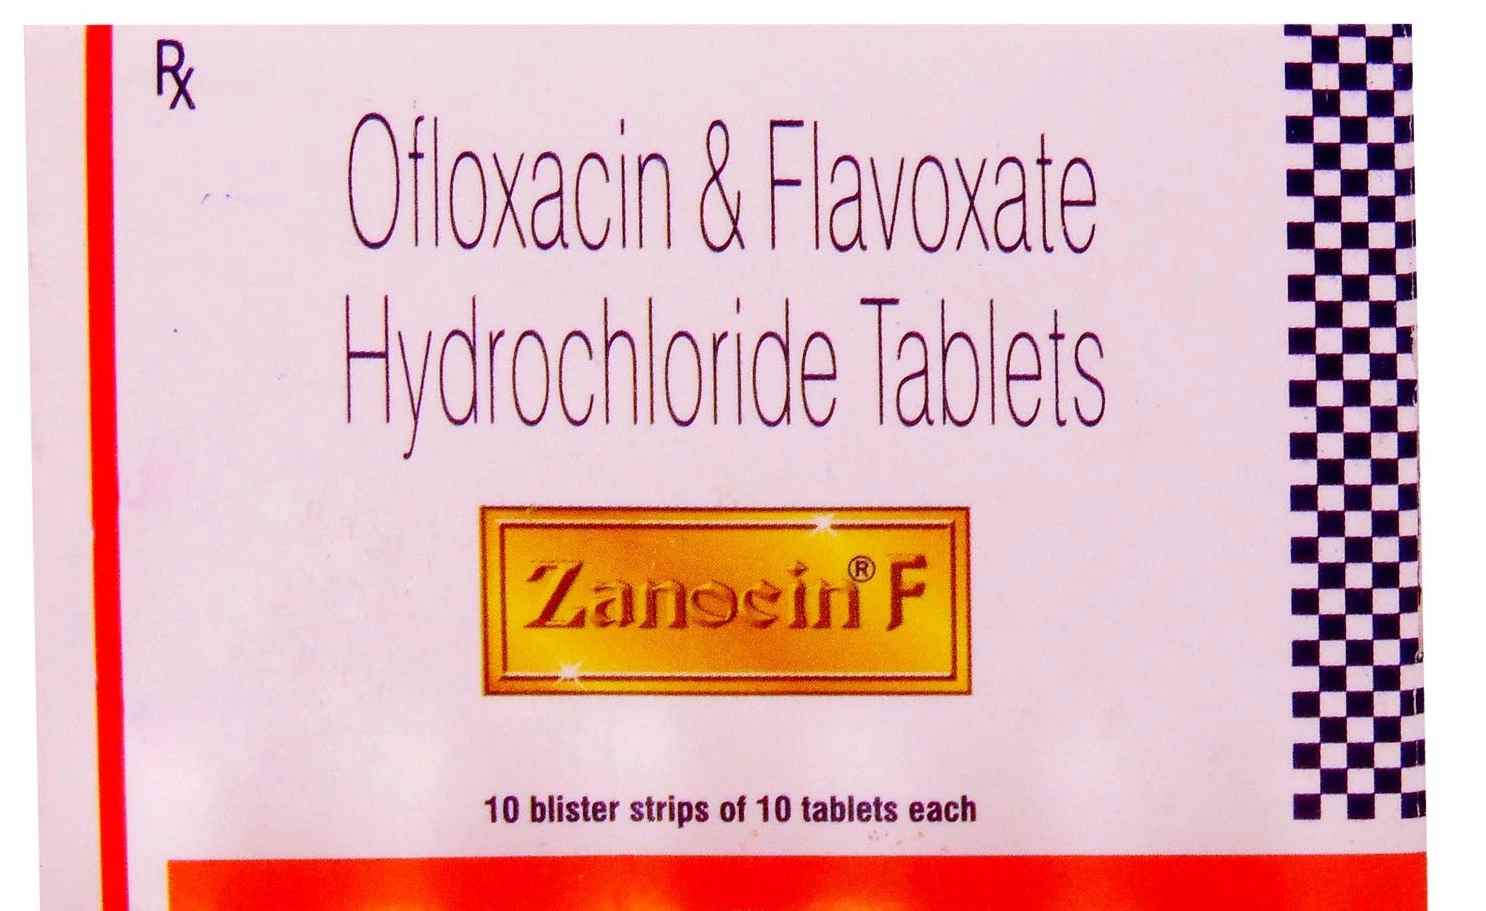 Rx
Ofloxacin & Flavoxate
Hydrochloride Tablets
Zanocin® F
10 blister strips of 10 tablets each